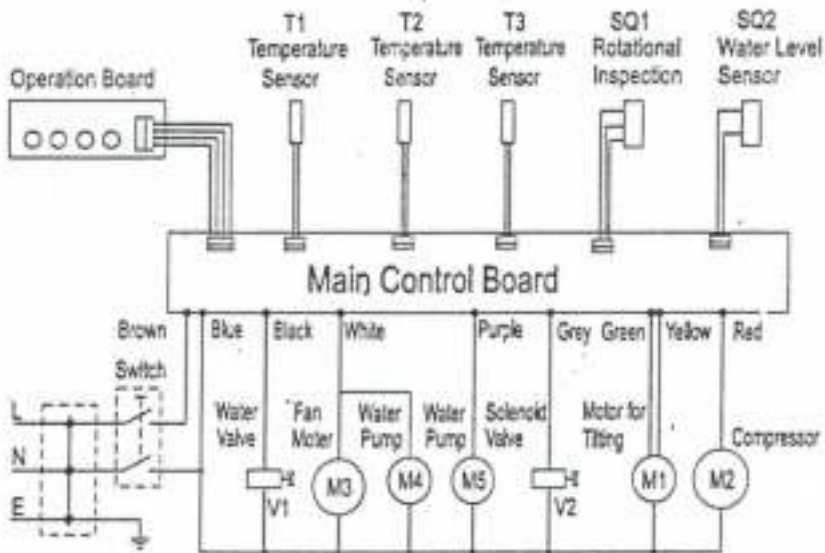 T1
Temperature
Sensor
T2
Temperature
Sensor
T3
Temperature
Sensor
SQ1
Rotational
Inspection
SQ2
Water Level
Sensor
Operation Board
Main Control Board
Brown
Blue
Black
White
Purple
Grey
Green
Yellow
Red
Switch
L
N
E
Water
Valve
V1
Fan
Moter
M3
Water
Pump
M4
Water
Pump
M5
Solenoid
Valve
V2
Motor for
Tilting
M1
Compressor
M2